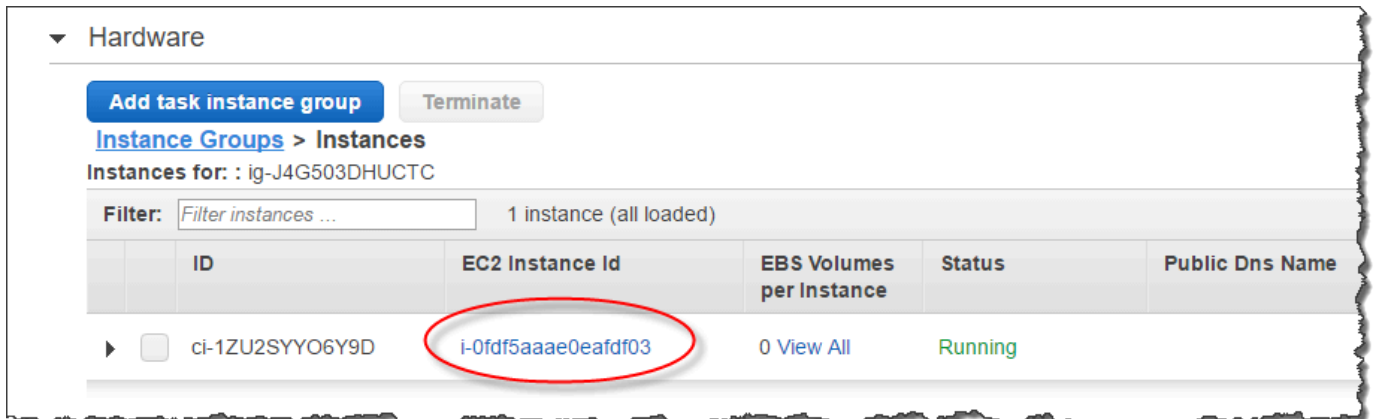 Hardware
Add task instance group Terminate
Instance Groups > Instances
Instances for: : ig-J4G503DHUCTC
Filter: Filter instances ... 1 instance (all loaded)
ID EC2 Instance Id EBS Volumes per Instance Status Public Dns Name
ci-1ZU2SYYO6Y9D i-0fdf5aaae0eafdf03 0 View All Running